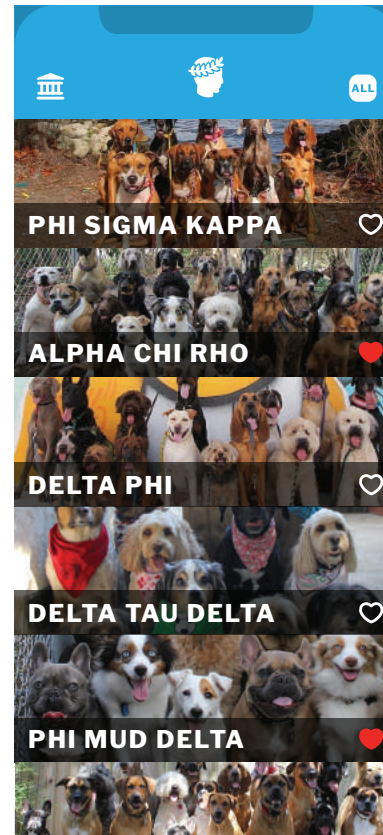 ALL
PHI SIGMA KAPPA
ALPHA CHI RHO
DELTA PHI
DELTA TAU DELTA
PHI MUD DELTA